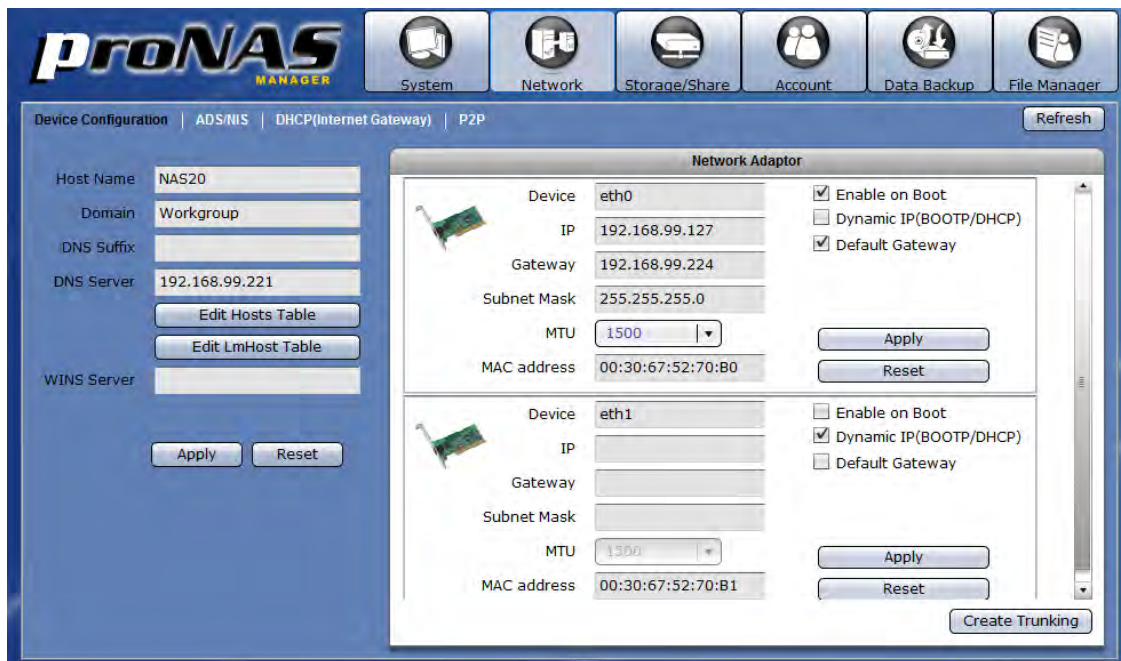 proNAS
MANAGER
System
Network
Storage/Share
Account
Data Backup
File Manager
Device Configuration | ADS/NIS | DHCP(Internet Gateway) | P2P
Refresh
Host Name NAS20
Domain Workgroup
DNS Suffix
DNS Server 192.168.99.221
Edit Hosts Table
Edit LmHost Table
WINS Server
Apply Reset
Network Adaptor
Device eth0
Enable on Boot
IP 192.168.99.127
Dynamic IP(BOOTP/DHCP)
Gateway 192.168.99.224
Default Gateway
Subnet Mask 255.255.255.0
MTU 1500
Apply
MAC address 00:30:67:52:70:B0
Reset
Device eth1
Enable on Boot
IP
Dynamic IP(BOOTP/DHCP)
Gateway
Default Gateway
Subnet Mask
MTU 1500
Apply
MAC address 00:30:67:52:70:B1
Reset
Create Trunking